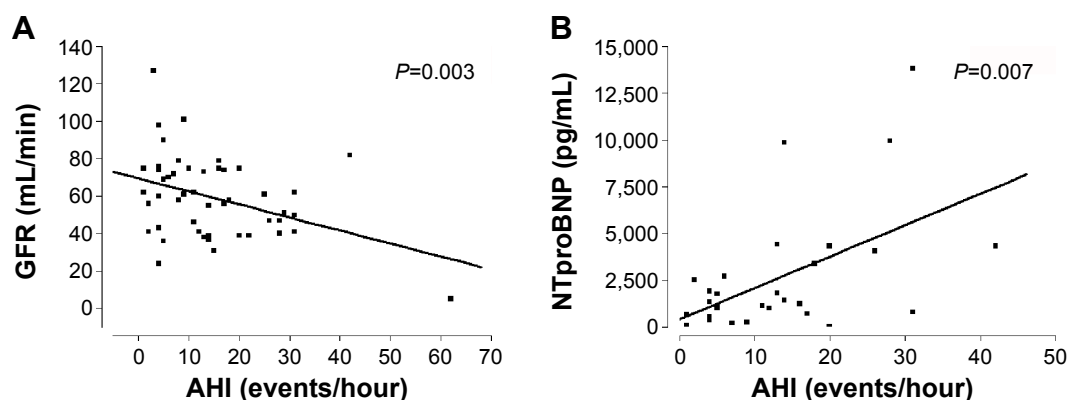 A
GFR (mL/min)
140
120
100
80
60
40
20
0
P=0.003
0 10 20 30 40 50 60 70
AHI (events/hour)
B
NTproBNP (pg/mL)
15,000
12,500
10,000
7,500
5,000
2,500
0
P=0.007
0 10 20 30 40 50
AHI (events/hour)